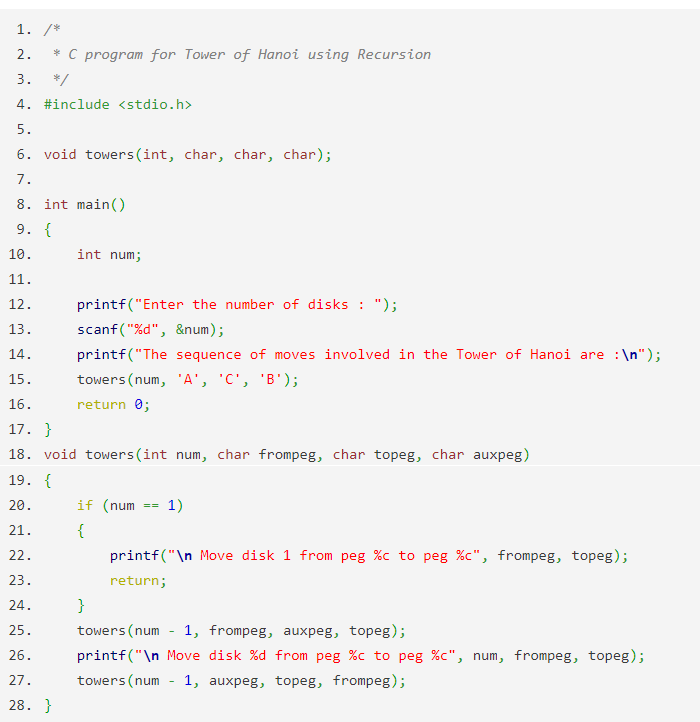 1. /*
2.  * C program for Tower of Hanoi using Recursion
3.  */
4. #include <stdio.h>
5.
6. void towers(int, char, char, char);
7.
8. int main()
9. {
10.     int num;
11.
12.     printf("Enter the number of disks : ");
13.     scanf("%d", &num);
14.     printf("The sequence of moves involved in the Tower of Hanoi are :\n");
15.     towers(num, 'A', 'C', 'B');
16.     return 0;
17. }
18. void towers(int num, char frompeg, char topeg, char auxpeg)
19. {
20.     if (num == 1)
21.     {
22.         printf("\n Move disk 1 from peg %c to peg %c", frompeg, topeg);
23.         return;
24.     }
25.     towers(num - 1, frompeg, auxpeg, topeg);
26.     printf("\n Move disk %d from peg %c to peg %c", num, frompeg, topeg);
27.     towers(num - 1, auxpeg, topeg, frompeg);
28. }